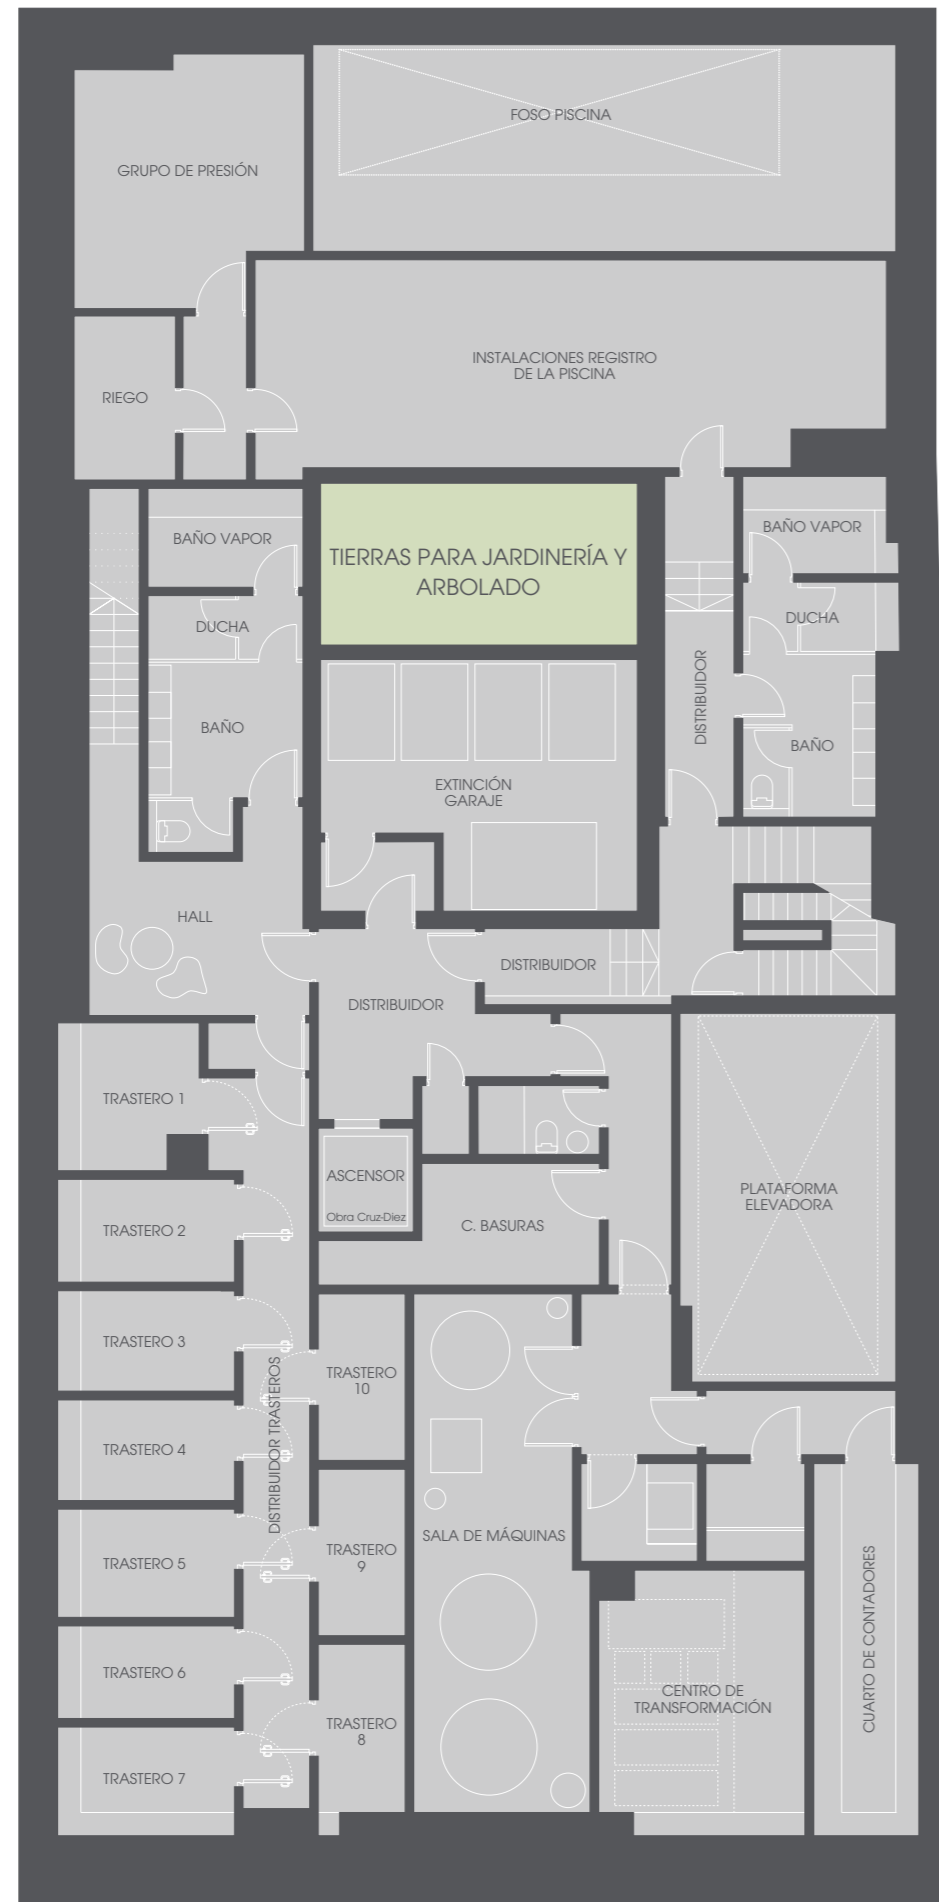 FOSO PISCINA
GRUPO DE PRESIÓN
INSTALACIONES REGISTRO
DE LA PISCINA
RIEGO
BAÑO VAPOR
TIERRAS PARA JARDINERÍA Y
ARBOLADO
BAÑO VAPOR
DUCHA
DUCHA
DISTRIBUIDOR
BAÑO
BAÑO
EXTINCIÓN
GARAJE
HALL
DISTRIBUIDOR
DISTRIBUIDOR
TRASTERO 1
ASCENSOR
Obra Cruz-Diez
PLATAFORMA
ELEVADORA
C. BASURAS
TRASTERO 2
TRASTERO 3
TRASTERO
10
DISTRIBUIDOR TRASTEROS
TRASTERO 4
SALA DE MÁQUINAS
TRASTERO 5
TRASTERO
9
CUARTO DE CONTADORES
TRASTERO 6
CENTRO DE
TRANSFORMACIÓN
TRASTERO
8
TRASTERO 7